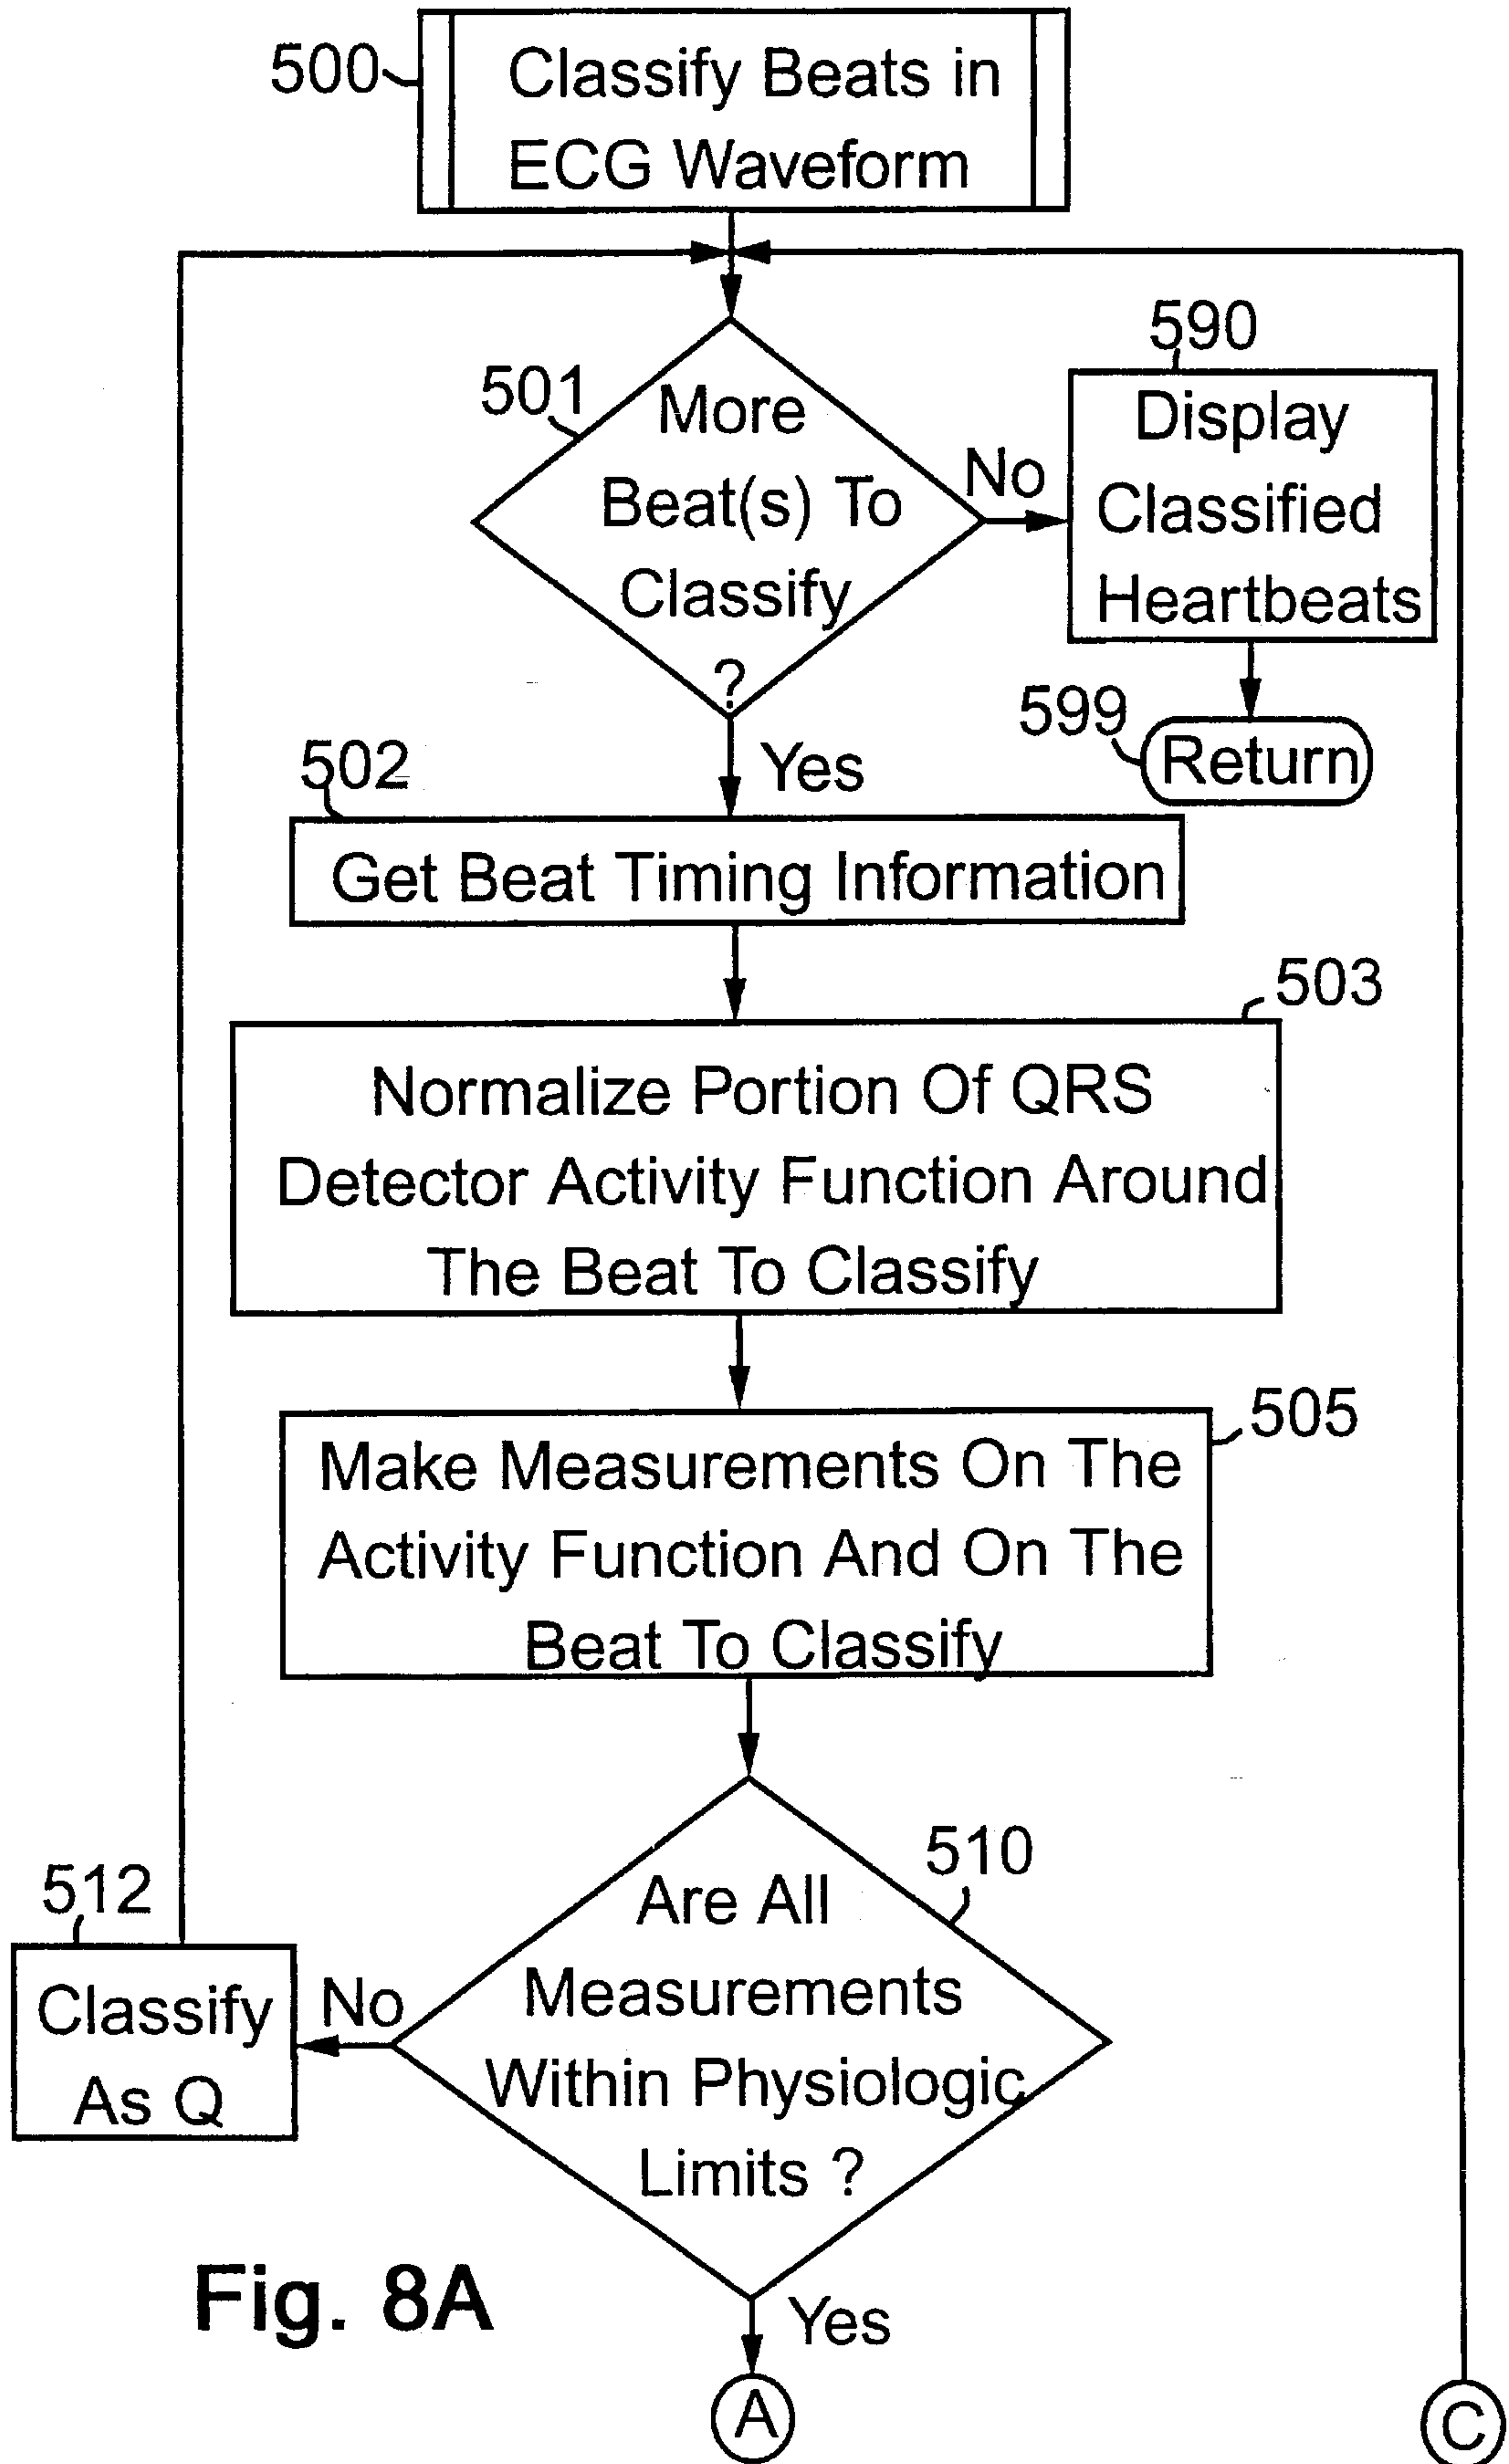 500
Classify Beats in
ECG Waveform
590
501
More
Beat(s) To
Classify
?
No
Display
Classified
Heartbeats
599
Return
Yes
502
Get Beat Timing Information
503
Normalize Portion Of QRS
Detector Activity Function Around
The Beat To Classify
505
Make Measurements On The
Activity Function And On The
Beat To Classify
510
Are All
Measurements
Within Physiologic
Limits ?
512
No
Classify
As Q
Yes
Fig. 8A
A
C